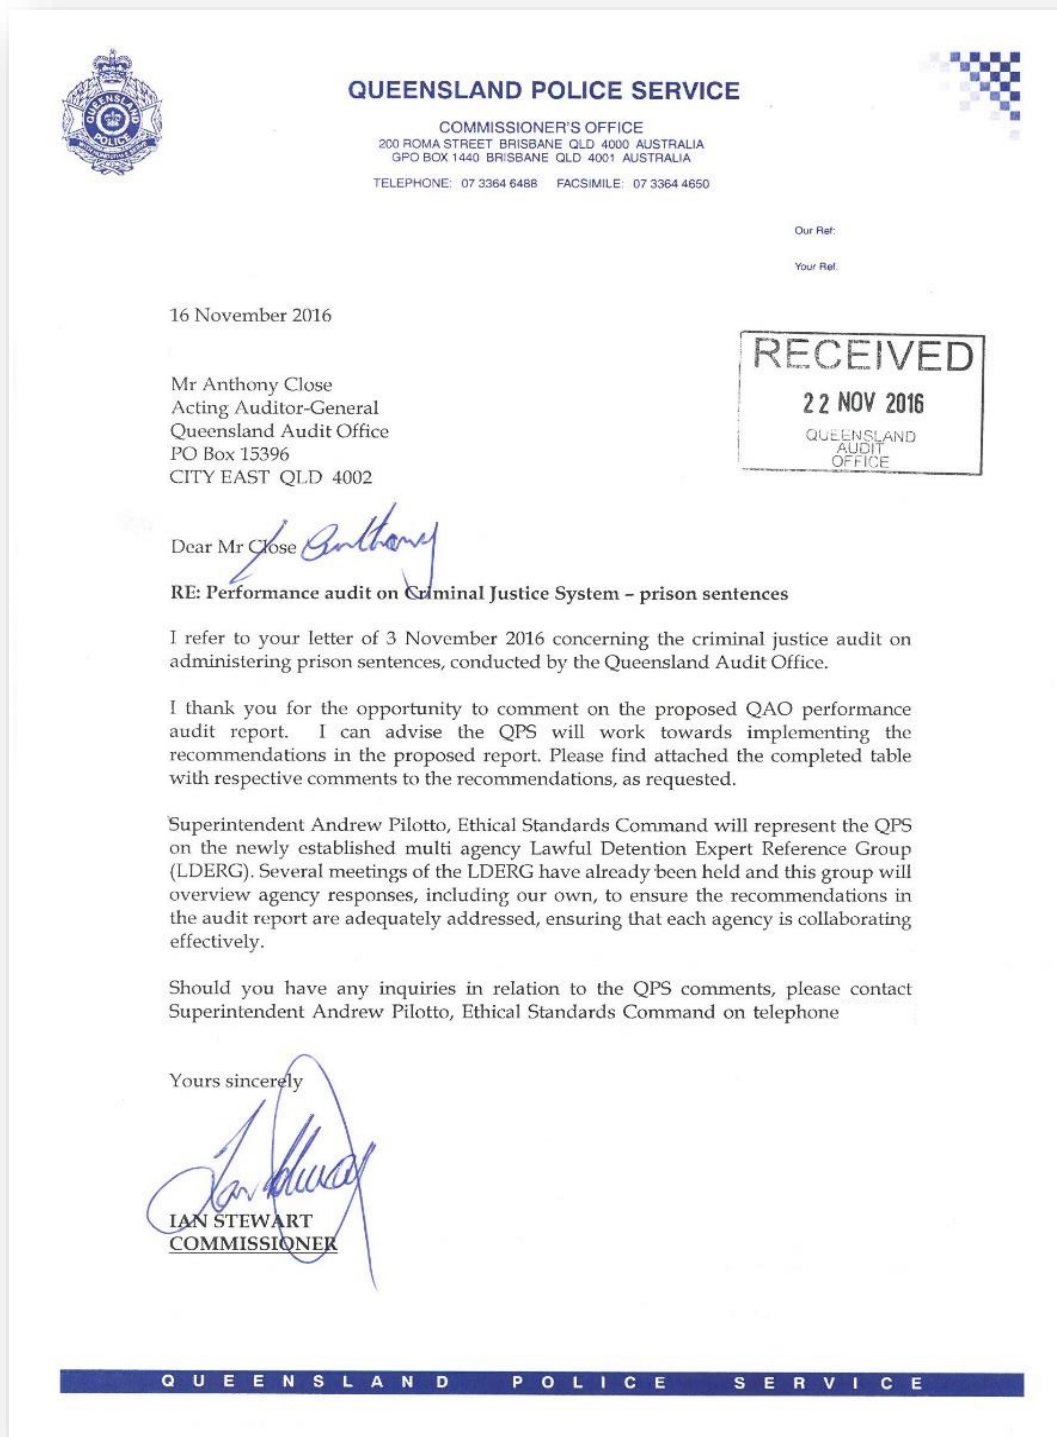 QUEENSLAND POLICE SERVICE
COMMISSIONER'S OFFICE
200 ROMA STREET BRISBANE QLD 4000 AUSTRALIA
GPO BOX 1440 BRISBANE QLD 4001 AUSTRALIA
TELEPHONE: 07 3364 6488 FACSIMILE: 07 3364 4650
QUEENSLAND
POLICE
Our Ref:
Your Ref:
16 November 2016
RECEIVED
22 NOV 2016
QUEENSLAND
AUDIT
OFFICE
Mr Anthony Close
Acting Auditor-General
Queensland Audit Office
PO Box 15396
CITY EAST QLD 4002
Dear Mr Close Anthony
RE: Performance audit on Criminal Justice System – prison sentences
I refer to your letter of 3 November 2016 concerning the criminal justice audit on
administering prison sentences, conducted by the Queensland Audit Office.
I thank you for the opportunity to comment on the proposed QAO performance
audit report. I can advise the QPS will work towards implementing the
recommendations in the proposed report. Please find attached the completed table
with respective comments to the recommendations, as requested.
Superintendent Andrew Pilotto, Ethical Standards Command will represent the QPS
on the newly established multi agency Lawful Detention Expert Reference Group
(LDERG). Several meetings of the LDERG have already been held and this group will
overview agency responses, including our own, to ensure the recommendations in
the audit report are adequately addressed, ensuring that each agency is collaborating
effectively.
Should you have any inquiries in relation to the QPS comments, please contact
Superintendent Andrew Pilotto, Ethical Standards Command on telephone
Yours sincerely
IAN STEWART
COMMISSIONER
QUEENSLAND POLICE SERVICE